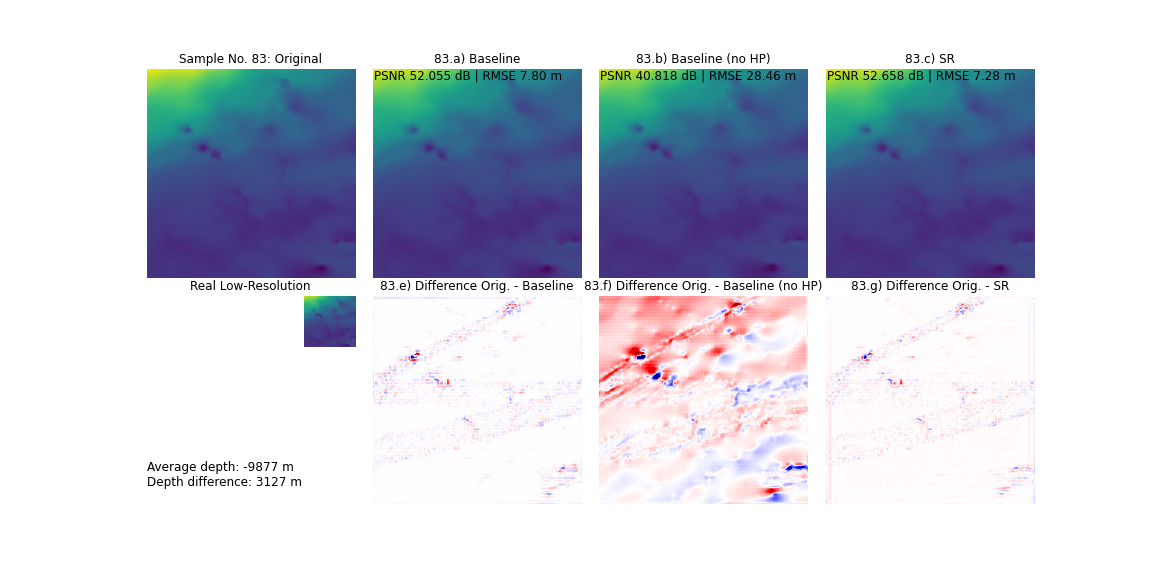 Sample No. 83: Original
83.a) Baseline
83.b) Baseline (no HP)
83.c) SR
PSNR 52.055 dB | RMSE 7.80 m
PSNR 40.818 dB | RMSE 28.46 m
PSNR 52.658 dB | RMSE 7.28 m
Real Low-Resolution
83.e) Difference Orig. - Baseline
83.f) Difference Orig. - Baseline (no HP)
83.g) Difference Orig. - SR
Average depth: -9877 m
Depth difference: 3127 m